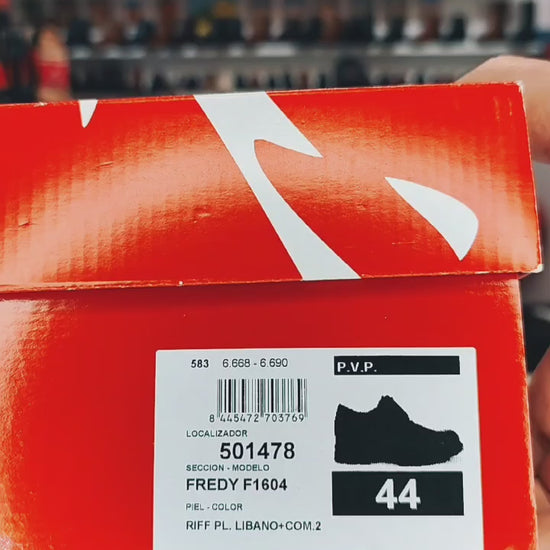 583 6.668 - 6.690
P.V.P.
8 445472 703769
LOCALIZADOR
501478
SECCION - MODELO
FREDY F1604
44
PIEL - COLOR
RIFF PL. LIBANO+COM.2